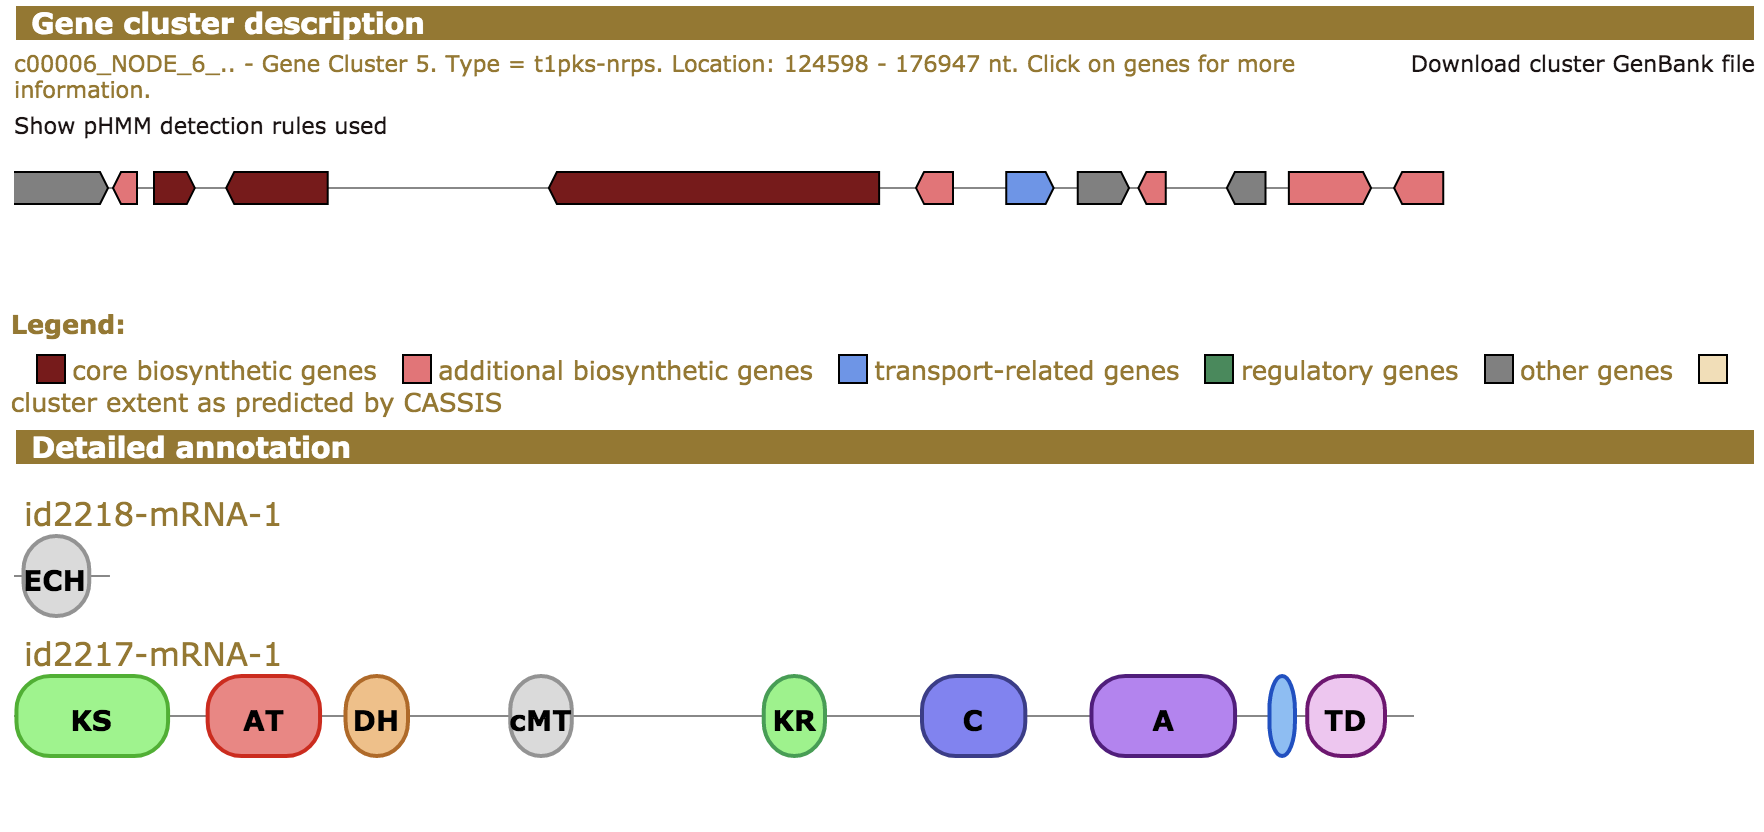 Gene cluster description
c00006_NODE_6_.. - Gene Cluster 5. Type = t1pks-nrps. Location: 124598 - 176947 nt. Click on genes for more
information.
Download cluster GenBank file
Show pHMM detection rules used
Legend:
core biosynthetic genes additional biosynthetic genes transport-related genes regulatory genes other genes
cluster extent as predicted by CASSIS
Detailed annotation
id2218-mRNA-1
ECH
id2217-mRNA-1
KS AT DH cMT KR C A TD